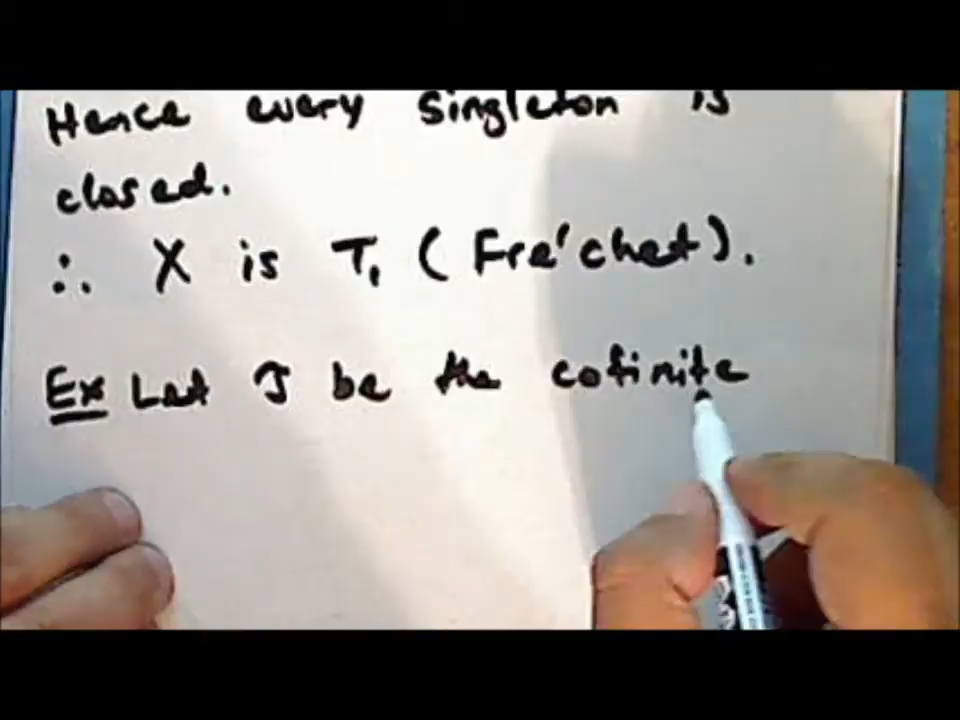 Hence every singleton is
closed.
∴ X is T₁ (Fre'chet).
Ex Let J be the cofinite